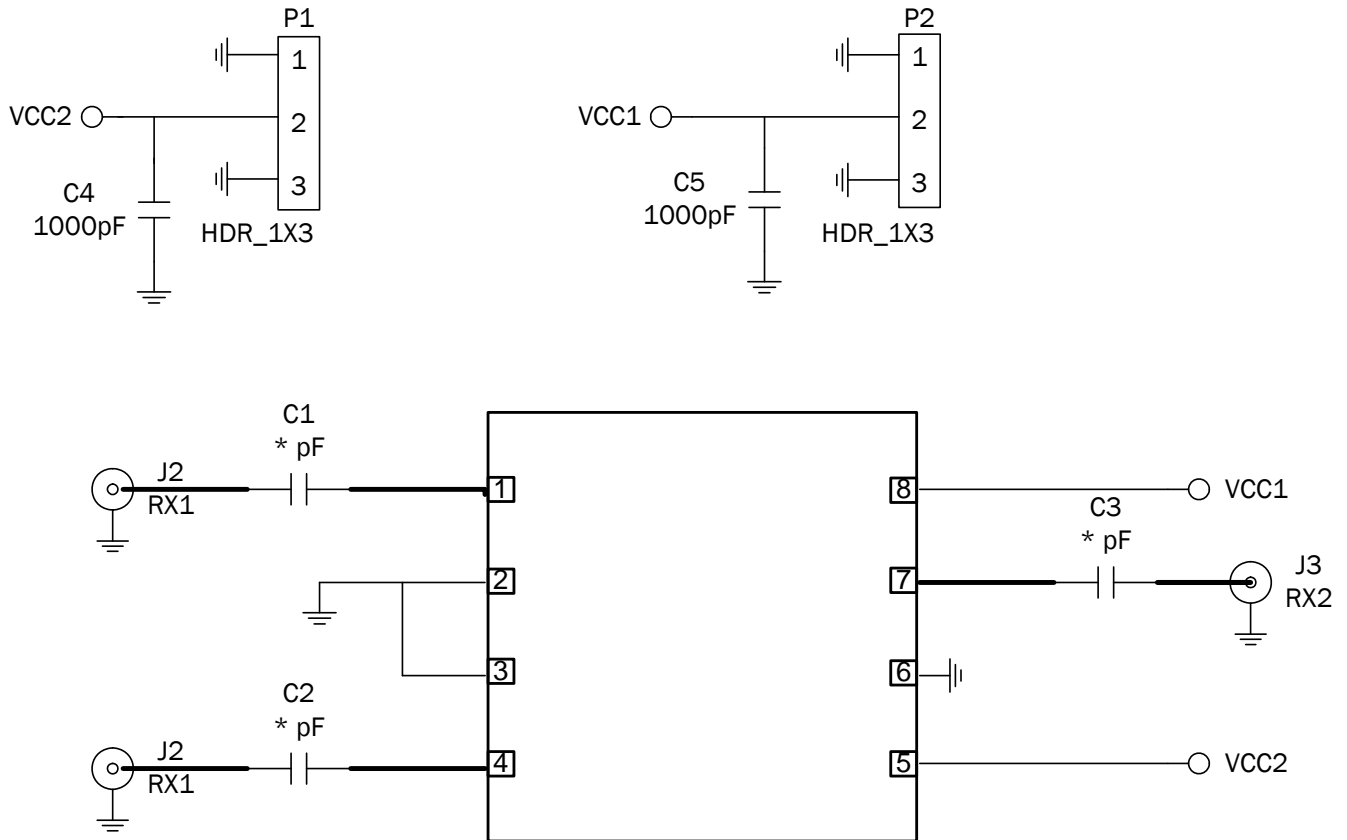 P1
1
2
3
VCC2
C4
1000pF
HDR_1X3
P2
1
2
3
VCC1
C5
1000pF
HDR_1X3
C1
* pF
J2
RX1
1
2
3
C2
* pF
J2
RX1
4
8
VCC1
C3
* pF
7
J3
RX2
6
5
VCC2